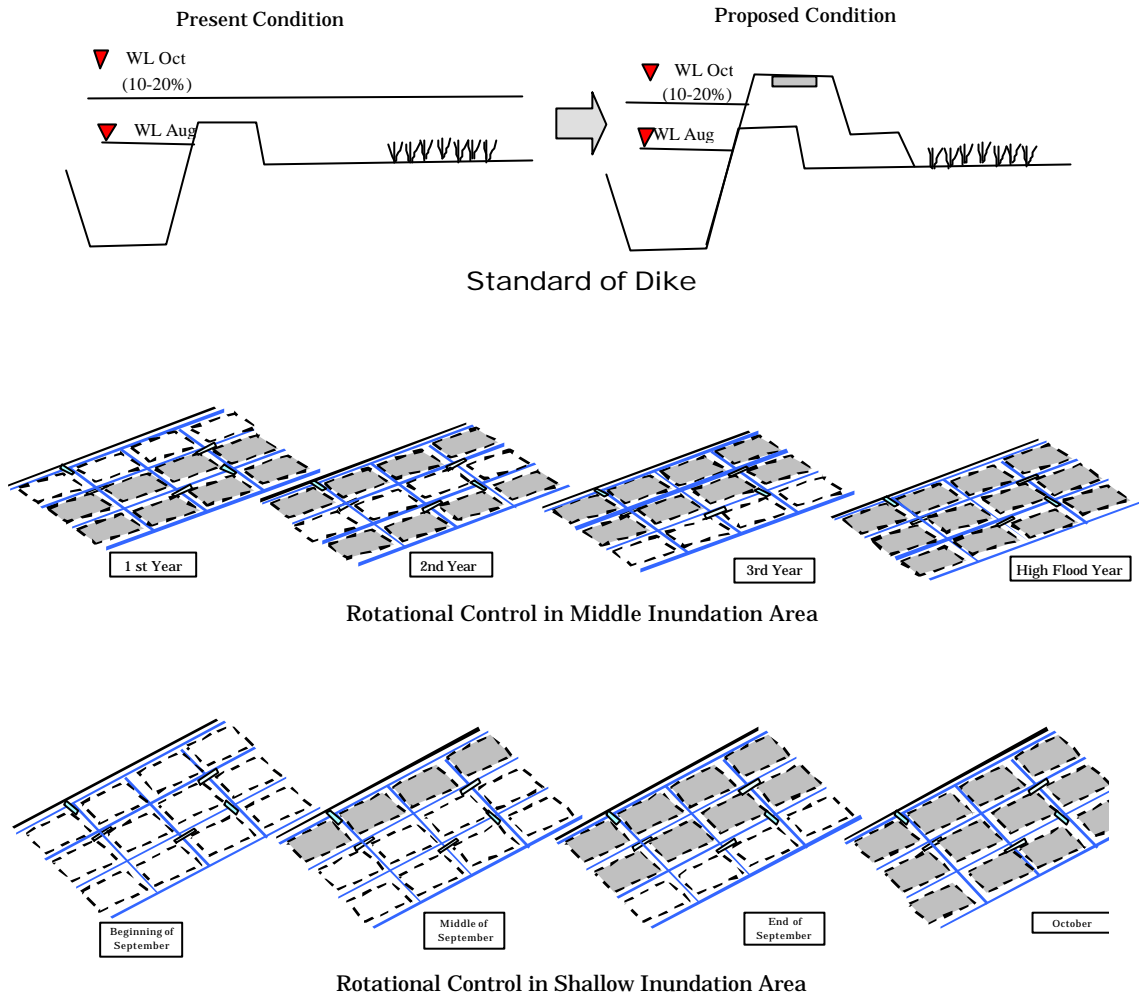 Present Condition
Proposed Condition
WL Oct
(10-20%)
WL Aug
WL Oct
(10-20%)
WL Aug
Standard of Dike
1 st Year
2nd Year
3rd Year
High Flood Year
Rotational Control in Middle Inundation Area
Beginning of
September
Middle of
September
End of
September
October
Rotational Control in Shallow Inundation Area